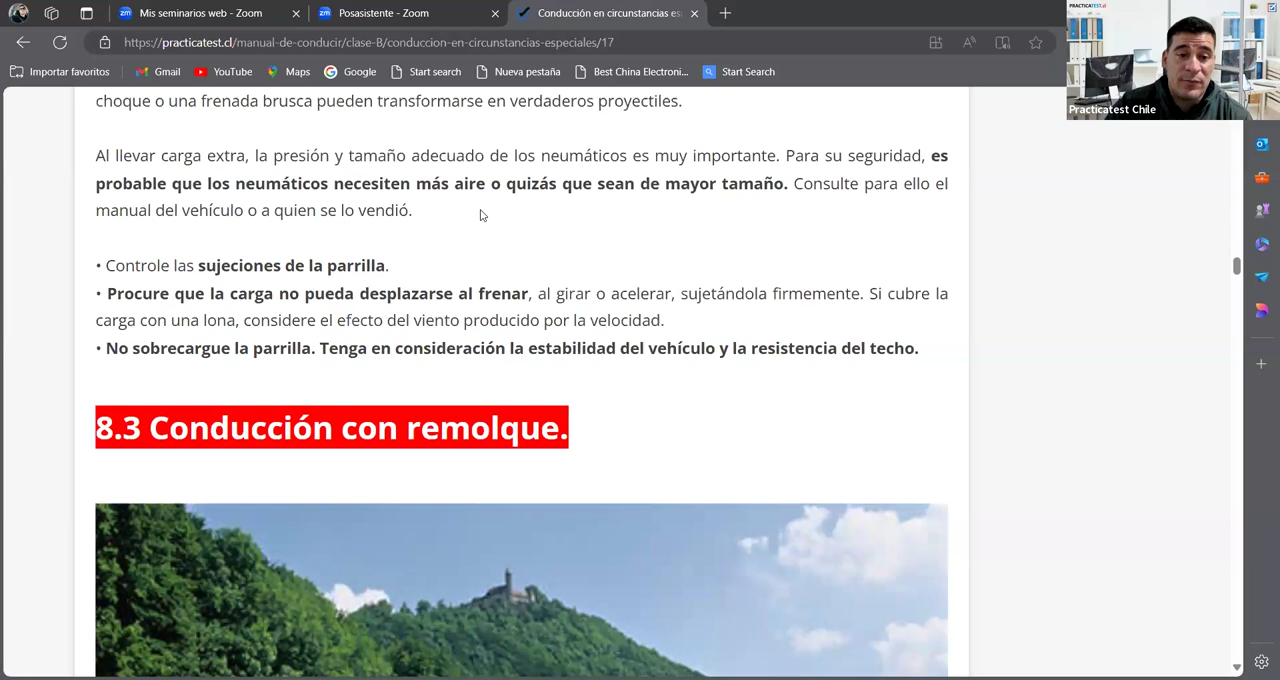 Mis seminarios web - Zoom
Posasistente - Zoom
Conducción en circunstancias es
https://practicatest.cl/manual-de-conducir/clase-B/conduccion-en-circunstancias-especiales/17
Importar favoritos
Gmail
YouTube
Maps
Google
Start search
Nueva pestaña
Best China Electroni...
Start Search
PRACTICATEST.cl
Practicatest Chile
choque o una frenada brusca pueden transformarse en verdaderos proyectiles.
Al llevar carga extra, la presión y tamaño adecuado de los neumáticos es muy importante. Para su seguridad, es
probable que los neumáticos necesiten más aire o quizás que sean de mayor tamaño. Consulte para ello el
manual del vehículo o a quien se lo vendió.
• Controle las sujeciones de la parrilla.
• Procure que la carga no pueda desplazarse al frenar, al girar o acelerar, sujetándola firmemente. Si cubre la
carga con una lona, considere el efecto del viento producido por la velocidad.
• No sobrecargue la parrilla. Tenga en consideración la estabilidad del vehículo y la resistencia del techo.
8.3 Conducción con remolque.